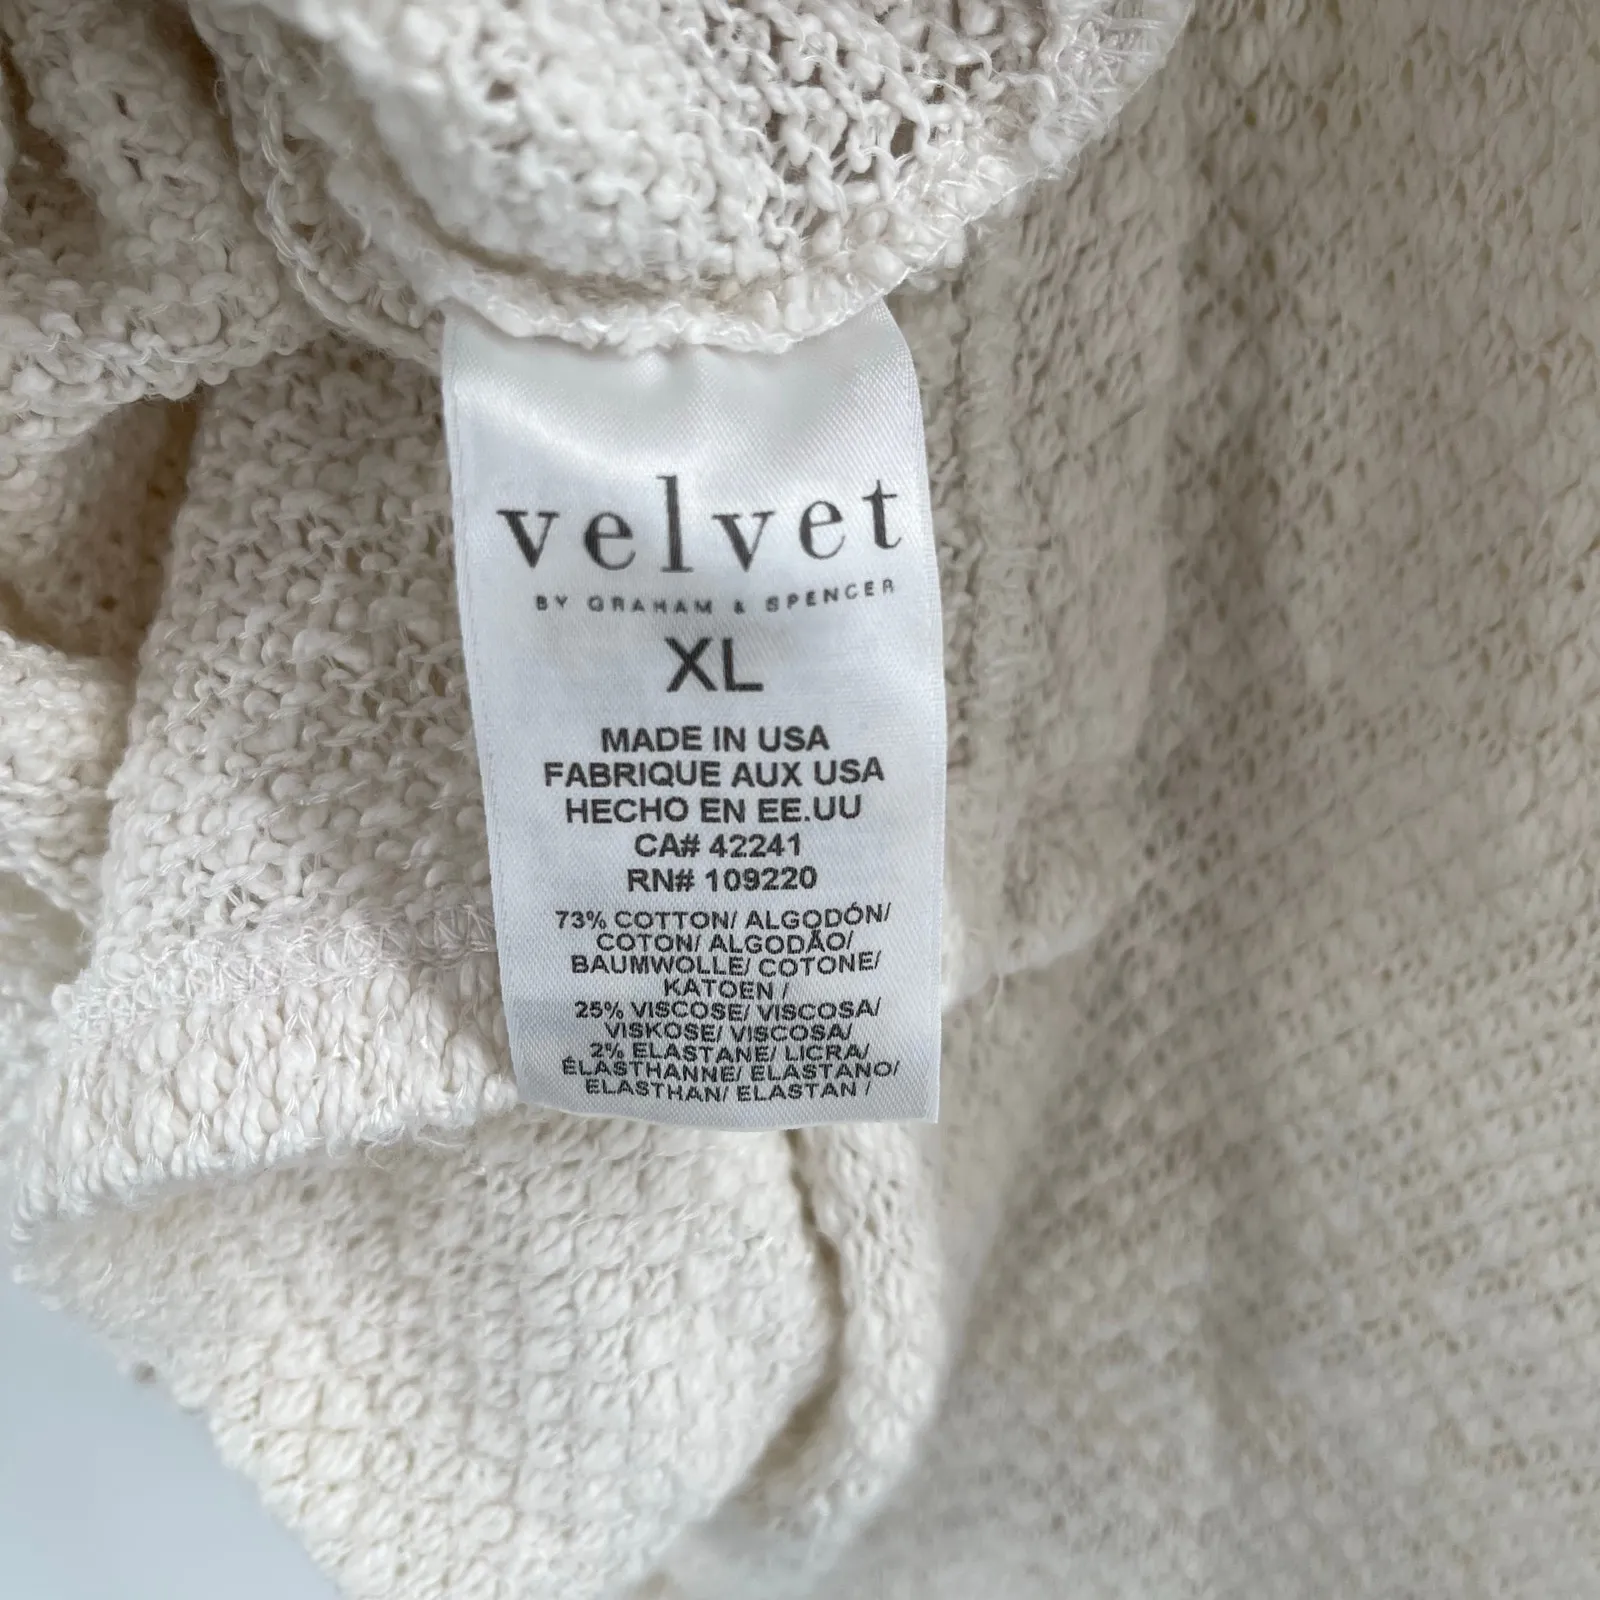 velvet
BY GRAHAM & SPENCER
XL
MADE IN USA
FABRIQUE AUX USA
HECHO EN EE.UU
CA# 42241
RN# 109220
73% COTTON/ ALGODÓN/
COTON/ ALGODÃO/
BAUMWOLLE/ COTONE/
KATOEN /
25% VISCOSE/ VISCOSA/
VISKOSE/ VISCOSA/
2% ELASTANE/ LICRA/
ÉLASTHANNE/ ELASTANO/
ELASTHAN/ ELASTAN /